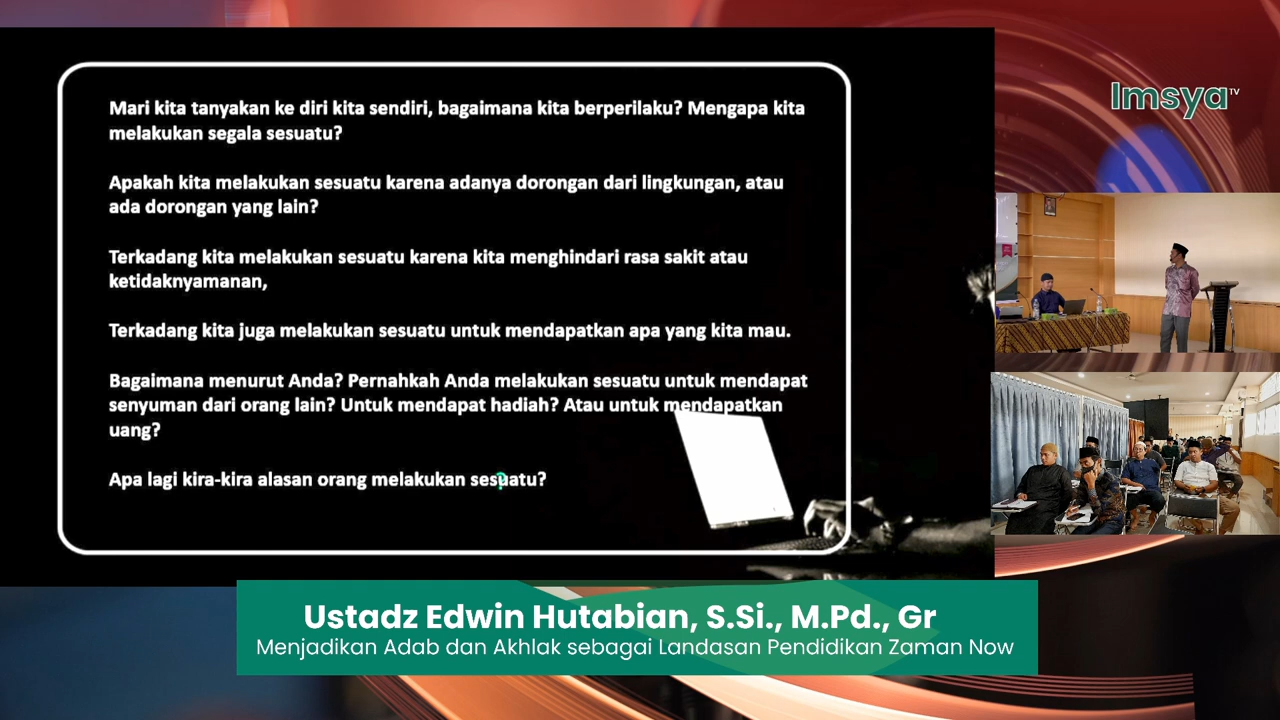 Mari kita tanyakan ke diri kita sendiri, bagaimana kita berperilaku? Mengapa kita
melakukan segala sesuatu?
Apakah kita melakukan sesuatu karena adanya dorongan dari lingkungan, atau
ada dorongan yang lain?
Terkadang kita melakukan sesuatu karena kita menghindari rasa sakit atau
ketidaknyamanan,
Terkadang kita juga melakukan sesuatu untuk mendapatkan apa yang kita mau.
Bagaimana menurut Anda? Pernahkah Anda melakukan sesuatu untuk mendapat
senyuman dari orang lain? Untuk mendapat hadiah? Atau untuk mendapatkan
uang?
Apa lagi kira-kira alasan orang melakukan sesuatu?
Imsya TV
Ustadz Edwin Hutabian, S.Si., M.Pd., Gr
Menjadikan Adab dan Akhlak sebagai Landasan Pendidikan Zaman Now